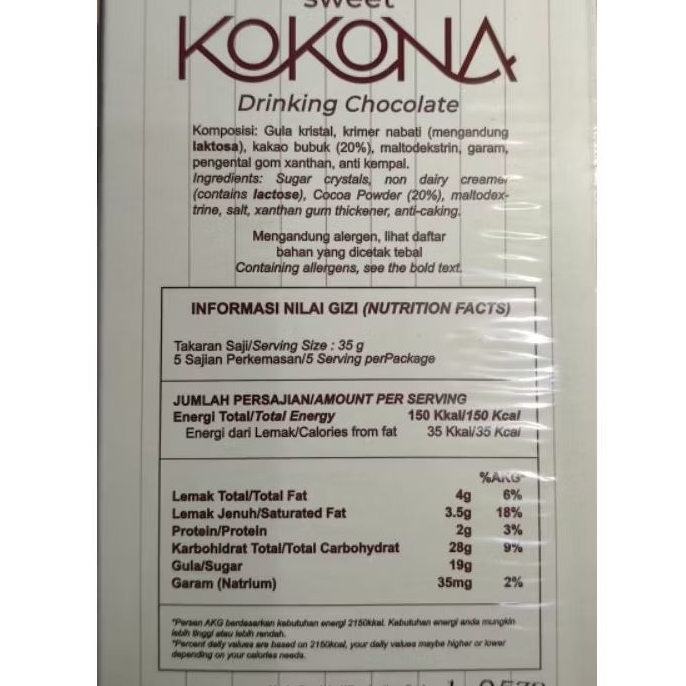 sweet
KOKONA
Drinking Chocolate
Komposisi: Gula kristal, krimer nabati (mengandung
laktosa), kakao bubuk (20%), maltodekstrin, garam,
pengental gom xanthan, anti kempal.
Ingredients: Sugar crystals, non dairy creamer
(contains lactose), Cocoa Powder (20%), maltodex-
trine, salt, xanthan gum thickener, anti-caking.
Mengandung alergen, lihat daftar
bahan yang dicetak tebal
Containing allergens, see the bold text.
INFORMASI NILAI GIZI (NUTRITION FACTS)
Takaran Saji/Serving Size : 35 g
5 Sajian Perkemasan/5 Serving perPackage
JUMLAH PERSAJIAN/AMOUNT PER SERVING
Energi Total/Total Energy 150 Kkal/150 Kcal
Energi dari Lemak/Calories from fat 35 Kkal/35 Kcal
%AKG*
Lemak Total/Total Fat 4g 6%
Lemak Jenuh/Saturated Fat 3.5g 18%
Protein/Protein 2g 3%
Karbohidrat Total/Total Carbohydrat 28g 9%
Gula/Sugar 19g
Garam (Natrium) 35mg 2%
*Persen AKG berdasarkan kebutuhan energi 2150kkal. Kebutuhan energi anda mungkin
lebih tinggi atau lebih rendah.
*Percent daily values are based on 2150kcal, your daily values maybe higher or lower
depending on your calories needs.